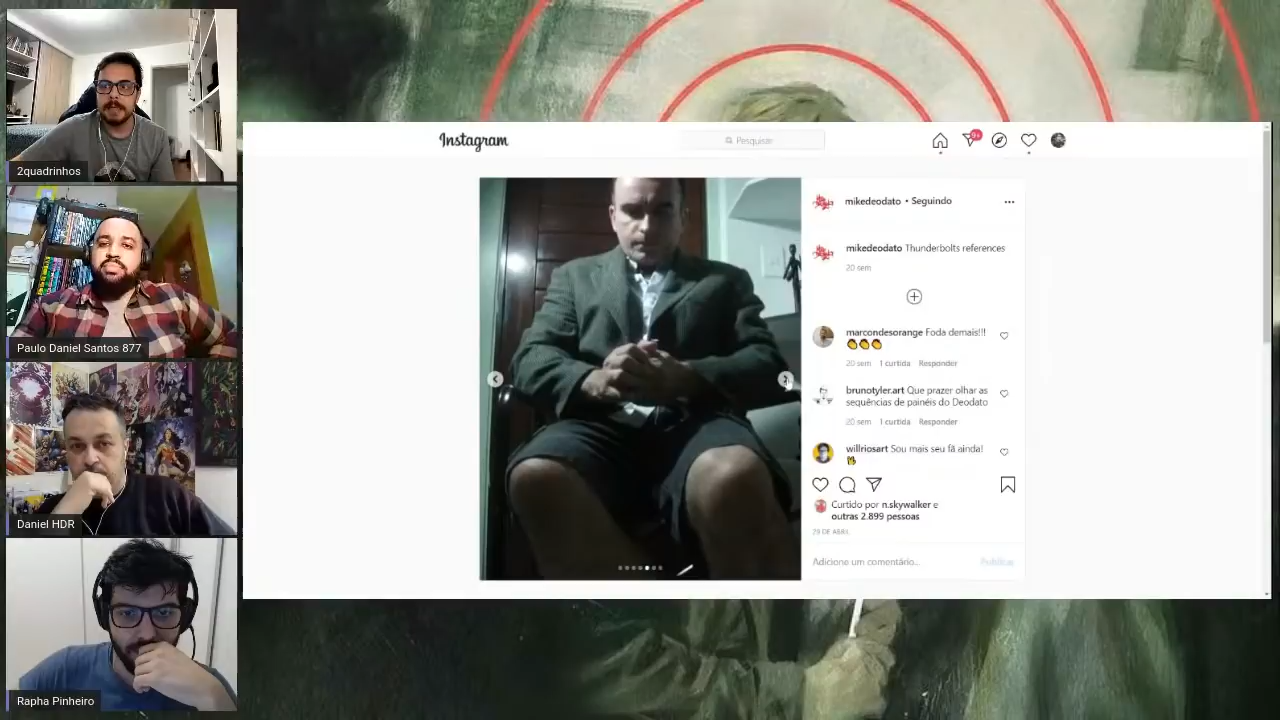 2quadrinhos
Paulo Daniel Santos 877
Daniel HDR
Rapha Pinheiro
Instagram
Pesquisar
9+
mikedeodato • Seguindo
mikedeodato Thunderbolts references
20 sem
marcondesorange Foda demais!!!
👏👏👏
20 sem 1 curtida Responder
brunotyler.art Que prazer olhar as
sequências de painéis do Deodato
20 sem 1 curtida Responder
willriosart Sou mais seu fã ainda!
Curtido por n.skywalker e
outras 2.899 pessoas
29 DE ABRIL
Adicione um comentário...
Publicar